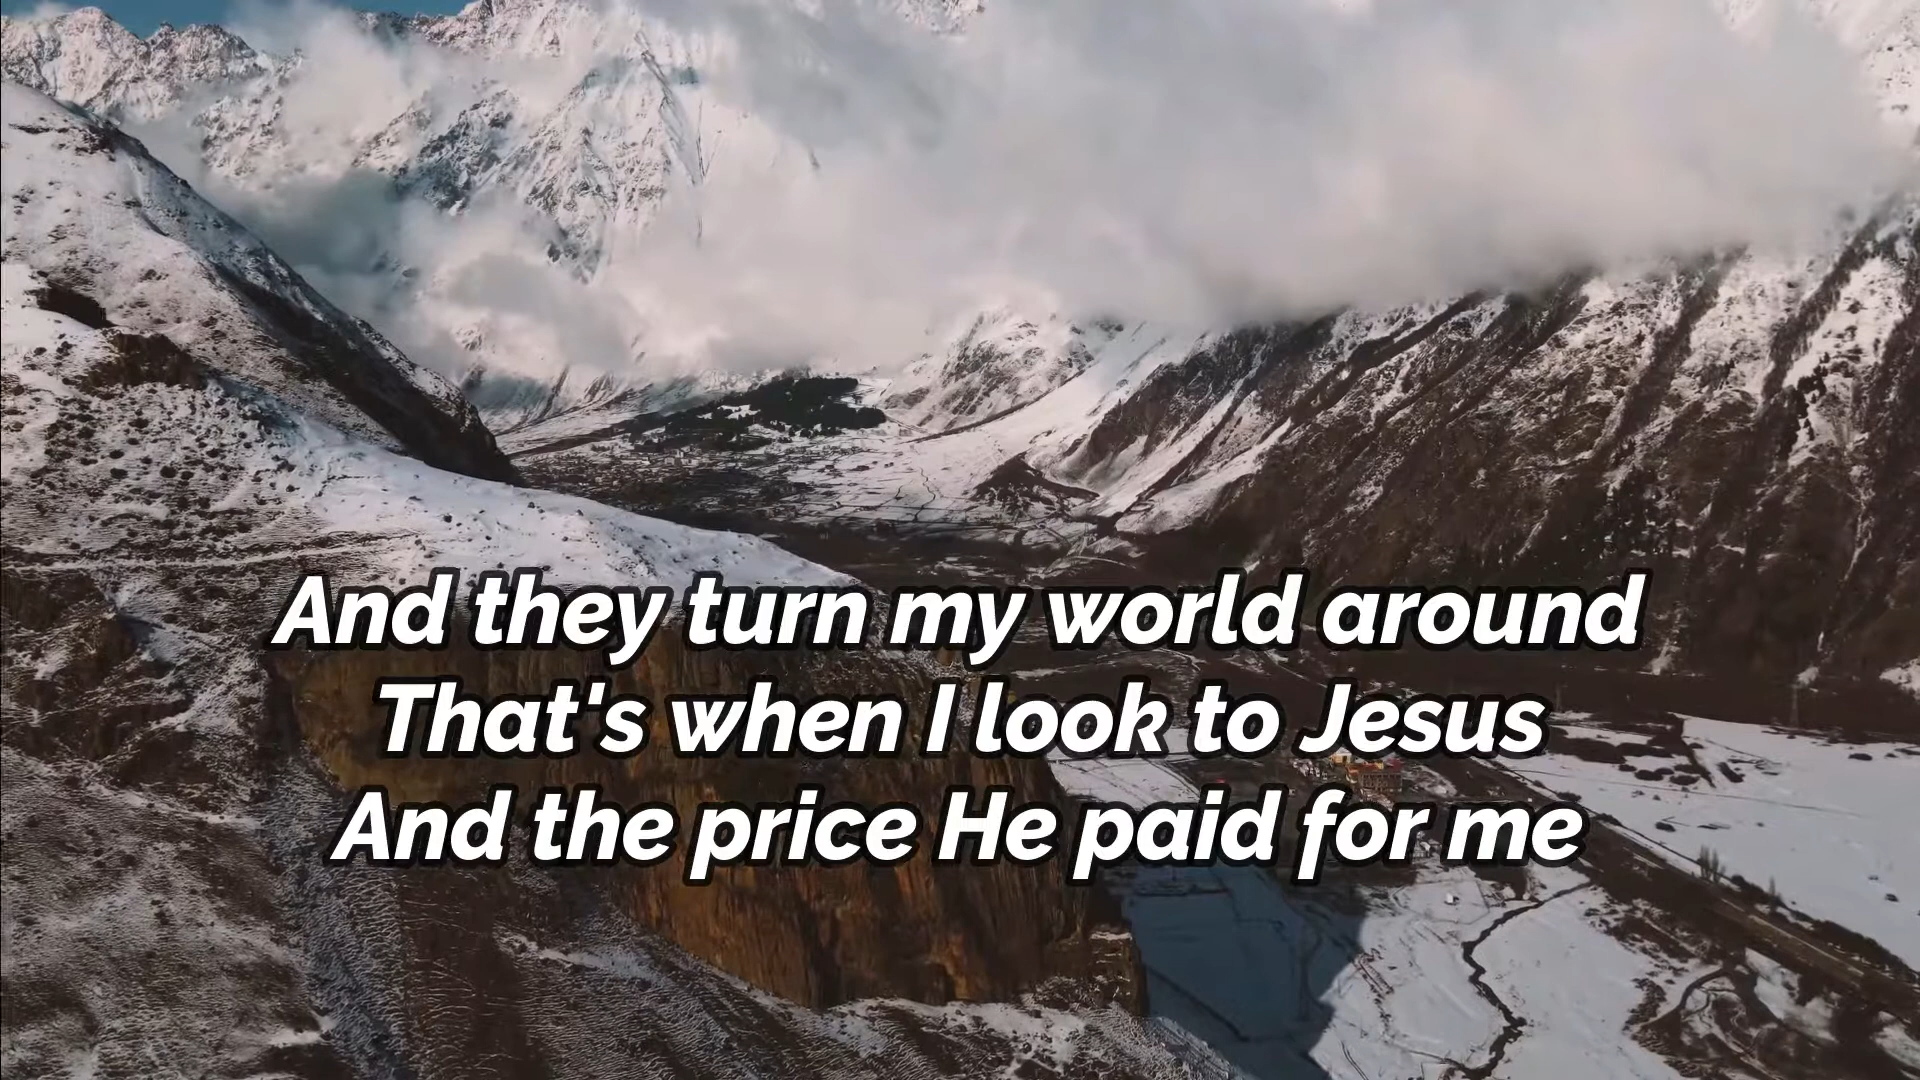 And they turn my world around
That's when I look to Jesus
And the price He paid for me